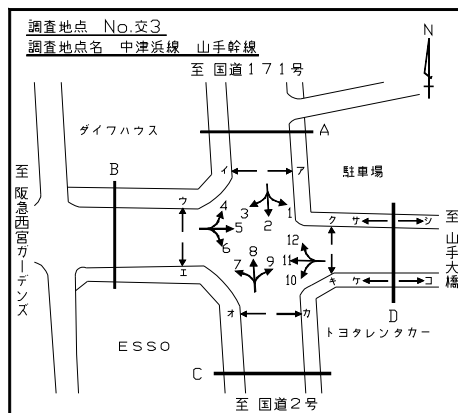 調査地点 No.交3
調査地点名 中津浜線 山手幹線
N
至 国道171号
ダイワハウス
A
駐車場
B
イ
ア
至 阪急西宮ガーデンズ
ウ
4
3
2
1
ク
サ
シ
至 山手大橋
5
6
12
11
10
エ
7
8
9
キ
ケ
コ
オ
カ
D
トヨタレンタカー
ESSO
C
至 国道2号